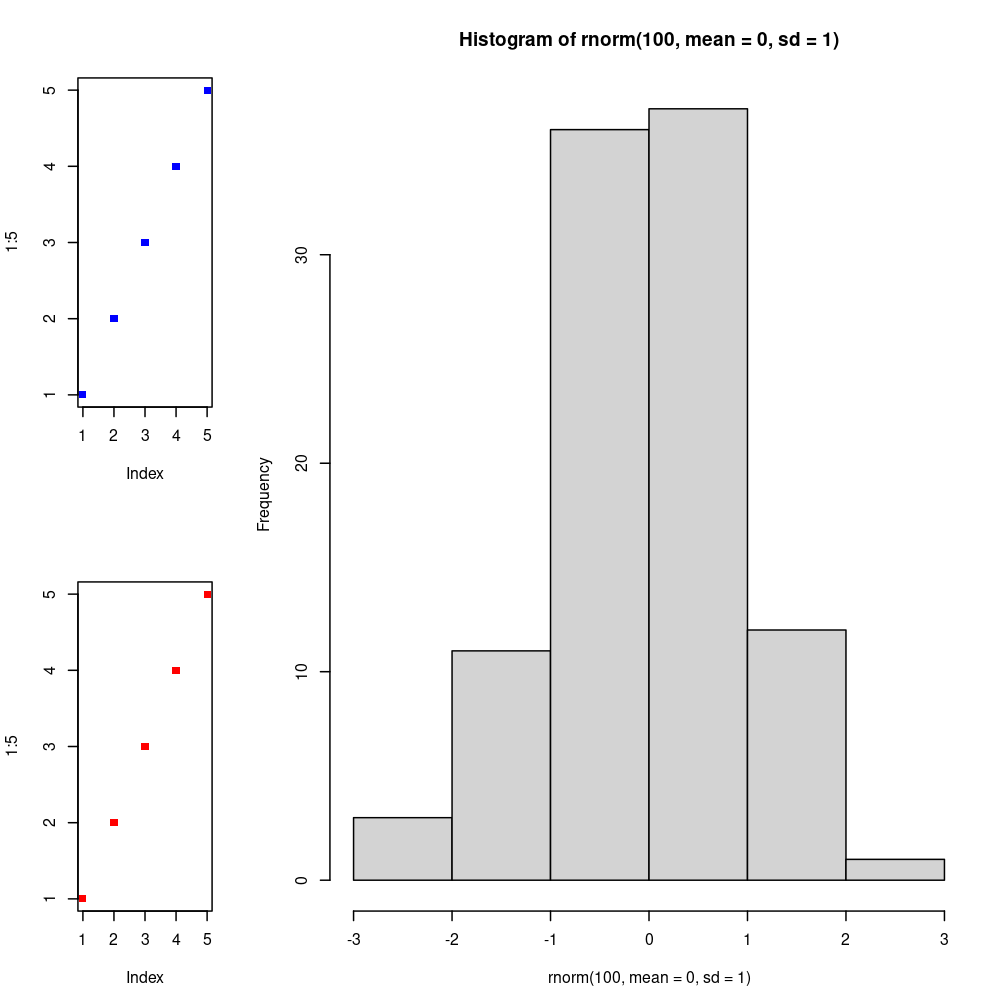 Histogram of rnorm(100, mean = 0, sd = 1)
5
4
3
2
1
1:5
1 2 3 4 5
Index
5
4
3
2
1
1:5
1 2 3 4 5
Index
30
20
10
0
Frequency
-3 -2 -1 0 1 2 3
rnorm(100, mean = 0, sd = 1)